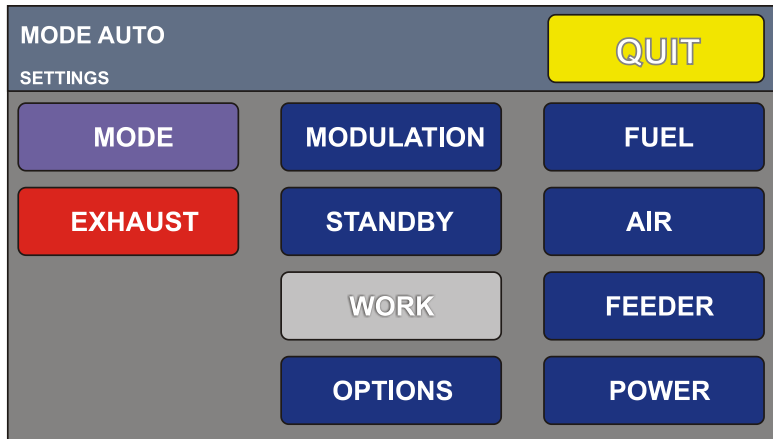 MODE AUTO
SETTINGS
QUIT
MODE
MODULATION
FUEL
EXHAUST
STANDBY
AIR
WORK
FEEDER
OPTIONS
POWER